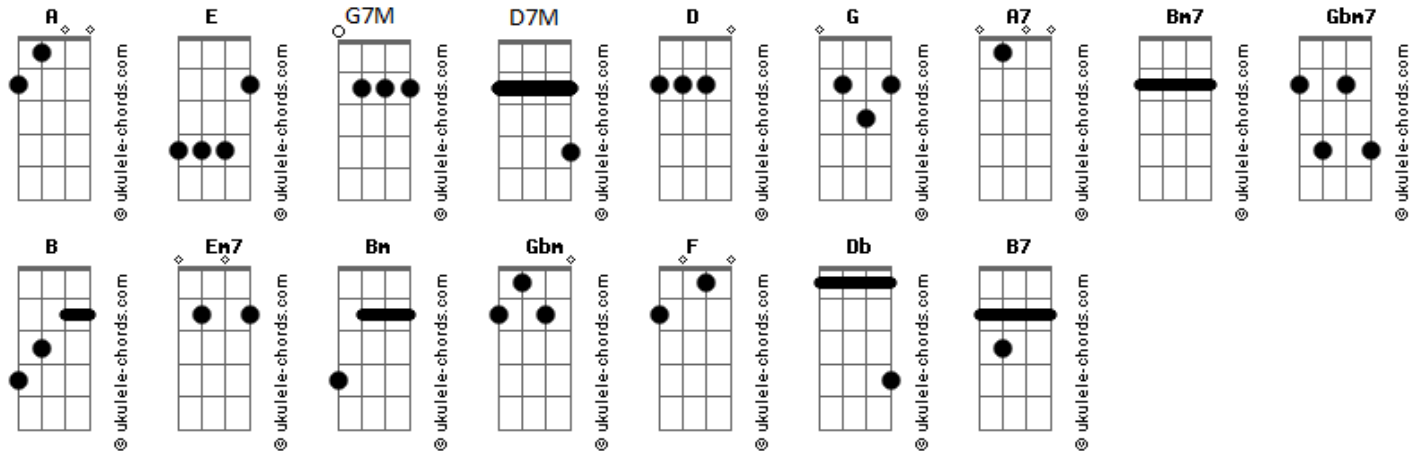 A E G7M D7M D G A7 Bm7 Gbm7
ukulele-chords.com ukulele-chords.com ukulele-chords.com ukulele-chords.com ukulele-chords.com ukulele-chords.com ukulele-chords.com ukulele-chords.com ukulele-chords.com
B Em7 Bm Gbm F Db B7
ukulele-chords.com ukulele-chords.com ukulele-chords.com ukulele-chords.com ukulele-chords.com ukulele-chords.com ukulele-chords.com